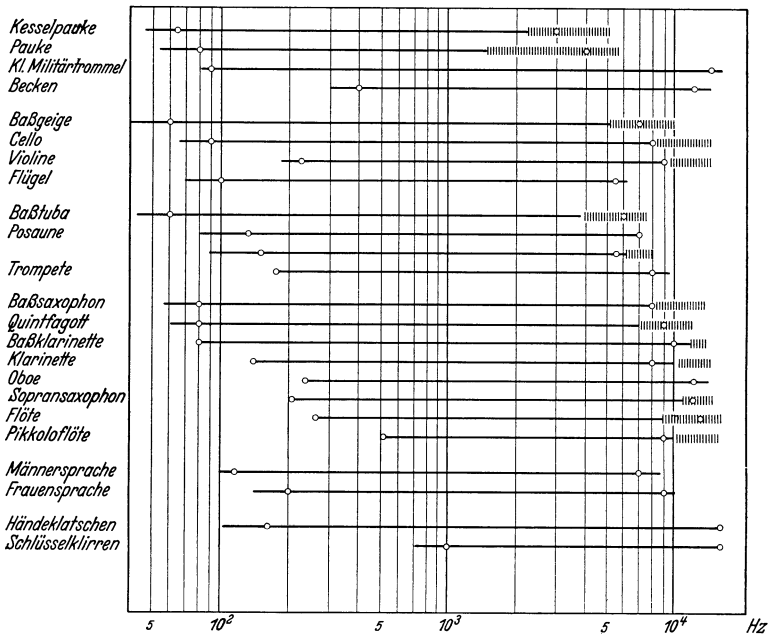 Kesselpauke
Pauke
Kl. Militärtrommel
Becken
Baßgeige
Cello
Violine
Flügel
Baßtuba
Posaune
Trompete
Baßsaxophon
Quintfagott
Baßklarinette
Klarinette
Oboe
Sopransaxophon
Flöte
Pikkoloflöte
Männersprache
Frauensprache
Händeklatschen
Schlüsselklirren
5 10² 5 10³ 5 10⁴ Hz